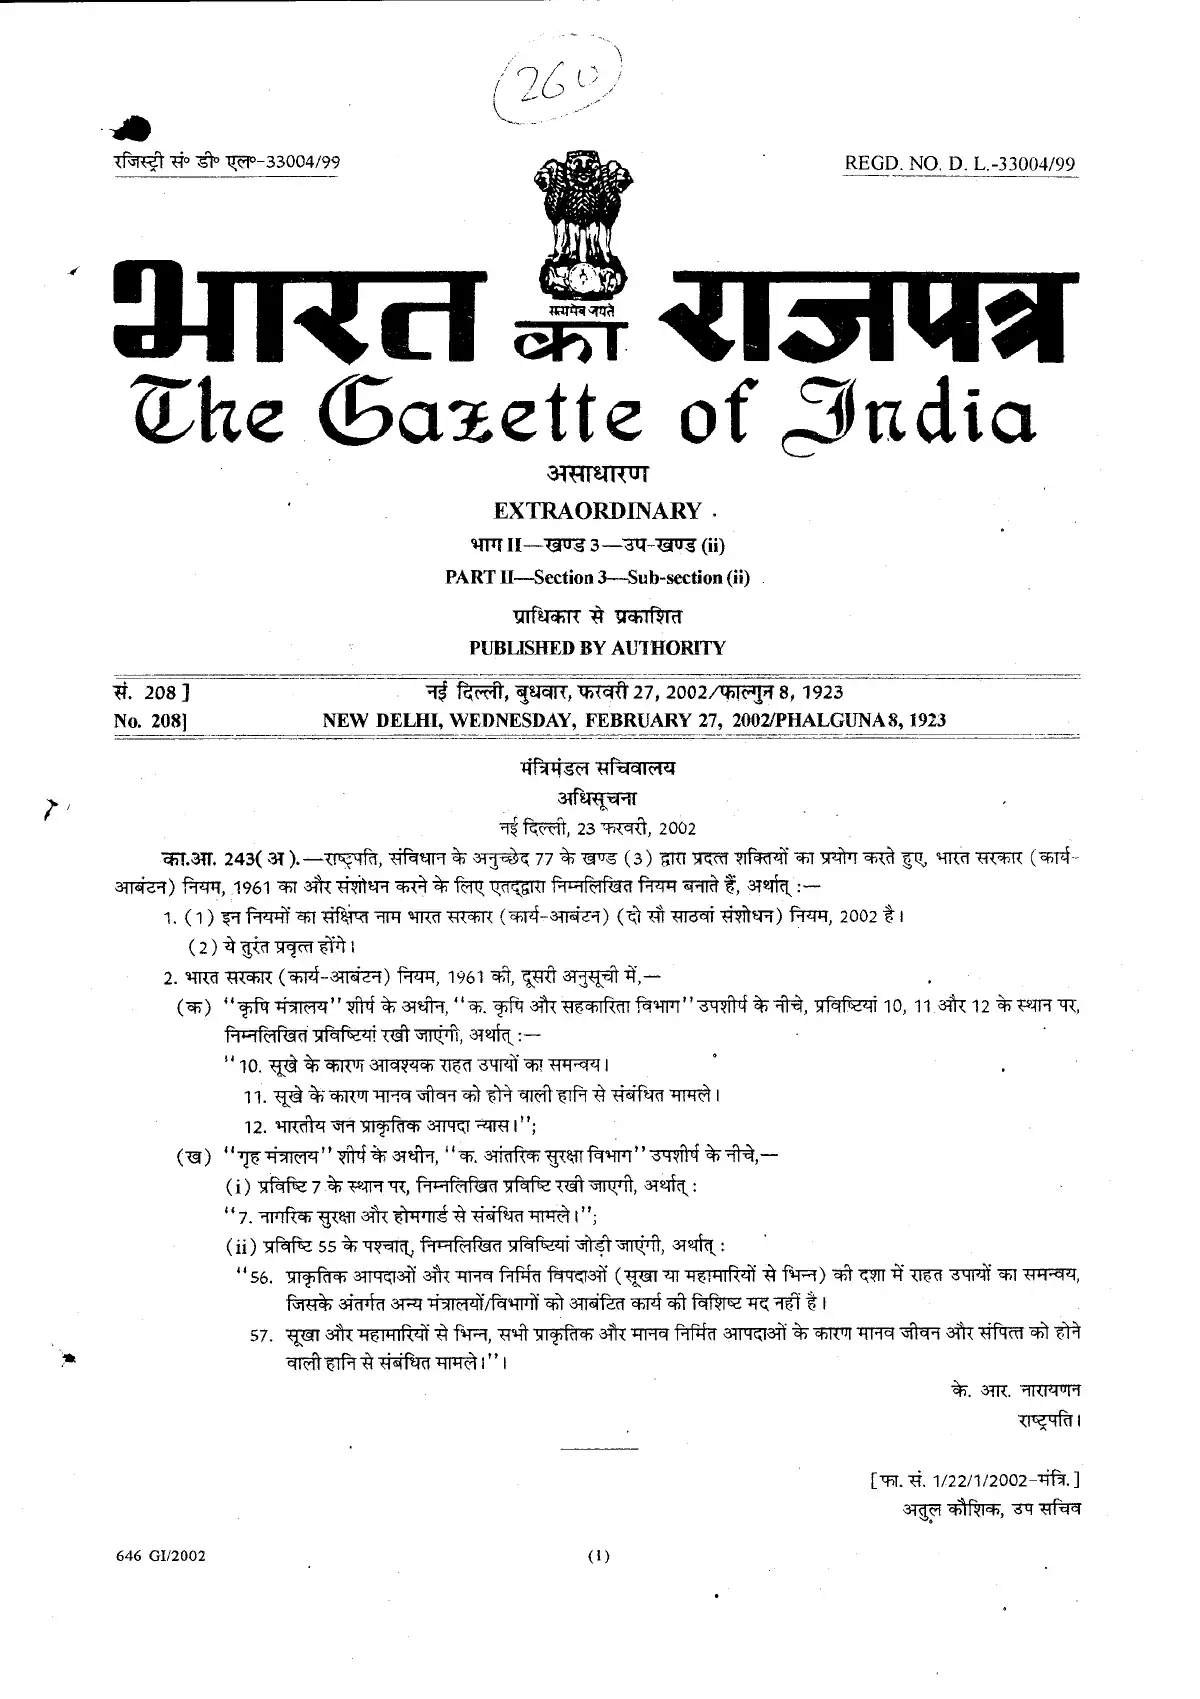 260
रजिस्ट्री सं० डी० एल०-33004/99
REGD. NO. D. L.-33004/99
सत्यमेव जयते
भारत का राजपत्र
The Gazette of India
असाधारण
EXTRAORDINARY
भाग II—खण्ड 3—उप-खण्ड (ii)
PART II—Section 3—Sub-section (ii)
प्राधिकार से प्रकाशित
PUBLISHED BY AUTHORITY
सं. 208] नई दिल्ली, बुधवार, फरवरी 27, 2002/फाल्गुन 8, 1923
No. 208] NEW DELHI, WEDNESDAY, FEBRUARY 27, 2002/PHALGUNA 8, 1923
मंत्रिमंडल सचिवालय
अधिसूचना
नई दिल्ली, 23 फरवरी, 2002
का.आ. 243( अ ).—राष्ट्रपति, संविधान के अनुच्छेद 77 के खण्ड (3) द्वारा प्रदत्त शक्तियों का प्रयोग करते हुए, भारत सरकार (कार्य-
आबंटन) नियम, 1961 का और संशोधन करने के लिए एतद्द्वारा निम्नलिखित नियम बनाते हैं, अर्थात् :—
1. (1) इन नियमों का संक्षिप्त नाम भारत सरकार (कार्य-आबंटन) (दो सौ साठवां संशोधन) नियम, 2002 है।
(2) ये तुरंत प्रवृत्त होंगे।
2. भारत सरकार (कार्य-आबंटन) नियम, 1961 की, दूसरी अनुसूची में,—
(क) "कृषि मंत्रालय" शीर्ष के अधीन, "क. कृषि और सहकारिता विभाग" उपशीर्ष के नीचे, प्रविष्टियां 10, 11 और 12 के स्थान पर,
निम्नलिखित प्रविष्टियां रखी जाएंगी, अर्थात् :—
"10. सूखे के कारण आवश्यक राहत उपायों का समन्वय।
11. सूखे के कारण मानव जीवन को होने वाली हानि से संबंधित मामले।
12. भारतीय जन प्राकृतिक आपदा न्यास।";
(ख) "गृह मंत्रालय" शीर्ष के अधीन, "क. आंतरिक सुरक्षा विभाग" उपशीर्ष के नीचे,—
(i) प्रविष्टि 7 के स्थान पर, निम्नलिखित प्रविष्टि रखी जाएगी, अर्थात् :
"7. नागरिक सुरक्षा और होमगार्ड से संबंधित मामले।";
(ii) प्रविष्टि 55 के पश्चात्, निम्नलिखित प्रविष्टियां जोड़ी जाएंगी, अर्थात् :
"56. प्राकृतिक आपदाओं और मानव निर्मित विपदाओं (सूखा या महामारियों से भिन्न) की दशा में राहत उपायों का समन्वय,
जिसके अंतर्गत अन्य मंत्रालयों/विभागों को आबंटित कार्य की विशिष्ट मद नहीं है।
57. सूखा और महामारियों से भिन्न, सभी प्राकृतिक और मानव निर्मित आपदाओं के कारण मानव जीवन और संपित्त को होने
वाली हानि से संबंधित मामले।"।
के. आर. नारायणन
राष्ट्रपति।
[फा. सं. 1/22/1/2002-मंत्रि.]
अतुल कौशिक, उप सचिव
646 GI/2002
(1)